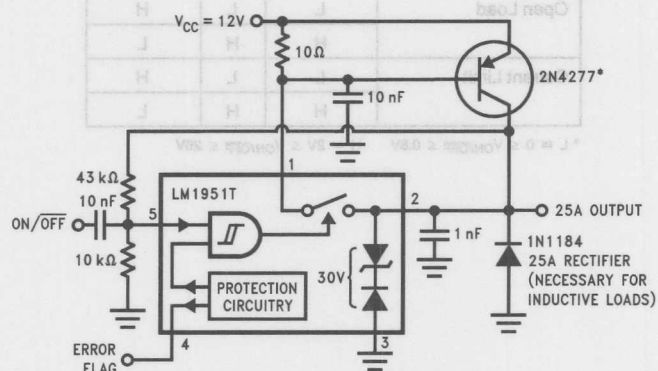 V_CC = 12V
10Ω
2N4277*
10 nF
1
43 kΩ
10 nF
LM1951T
2
ON/OFF
5
25A OUTPUT
1 nF
1N1184
25A RECTIFIER
(NECESSARY FOR
INDUCTIVE LOADS)
10 kΩ
30V
PROTECTION
CIRCUITRY
4
3
ERROR
FLAG
Open Load
L
L
H
H
H
L
L
L
H
H
H
L